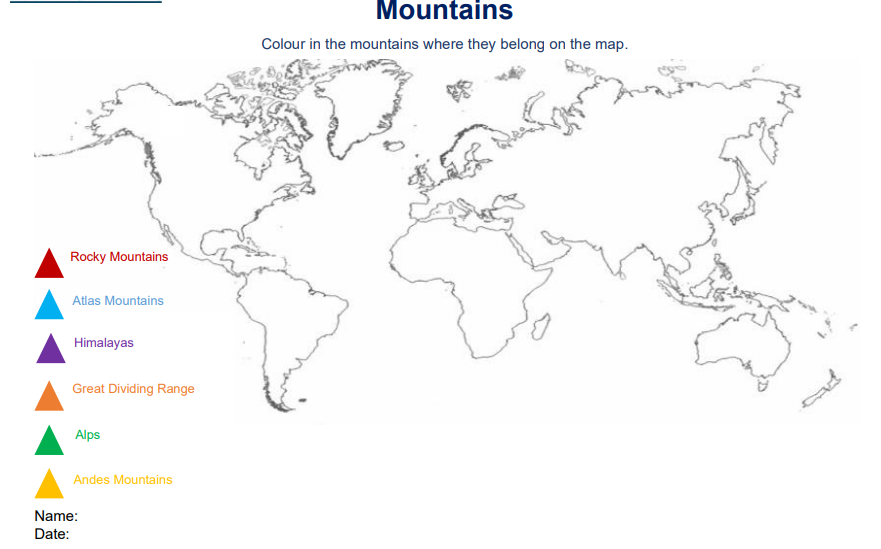 Mountains
Colour in the mountains where they belong on the map.
Rocky Mountains
Atlas Mountains
Himalayas
Great Dividing Range
Alps
Andes Mountains
Name:
Date: